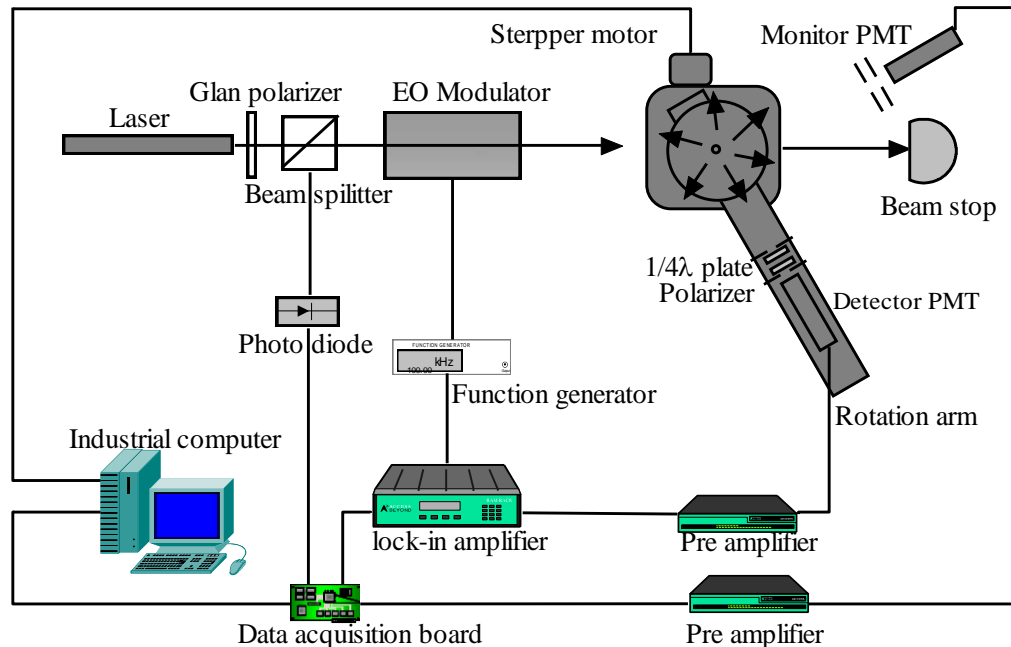 Sterpper motor
Monitor PMT
Glan polarizer
EO Modulator
Laser
Beam spilitter
Beam stop
1/4λ plate
Polarizer
Detector PMT
Photo diode
FUNCTION GENERATOR
kHz
Function generator
Rotation arm
Industrial computer
lock-in amplifier
Pre amplifier
Data acquisition board
Pre amplifier